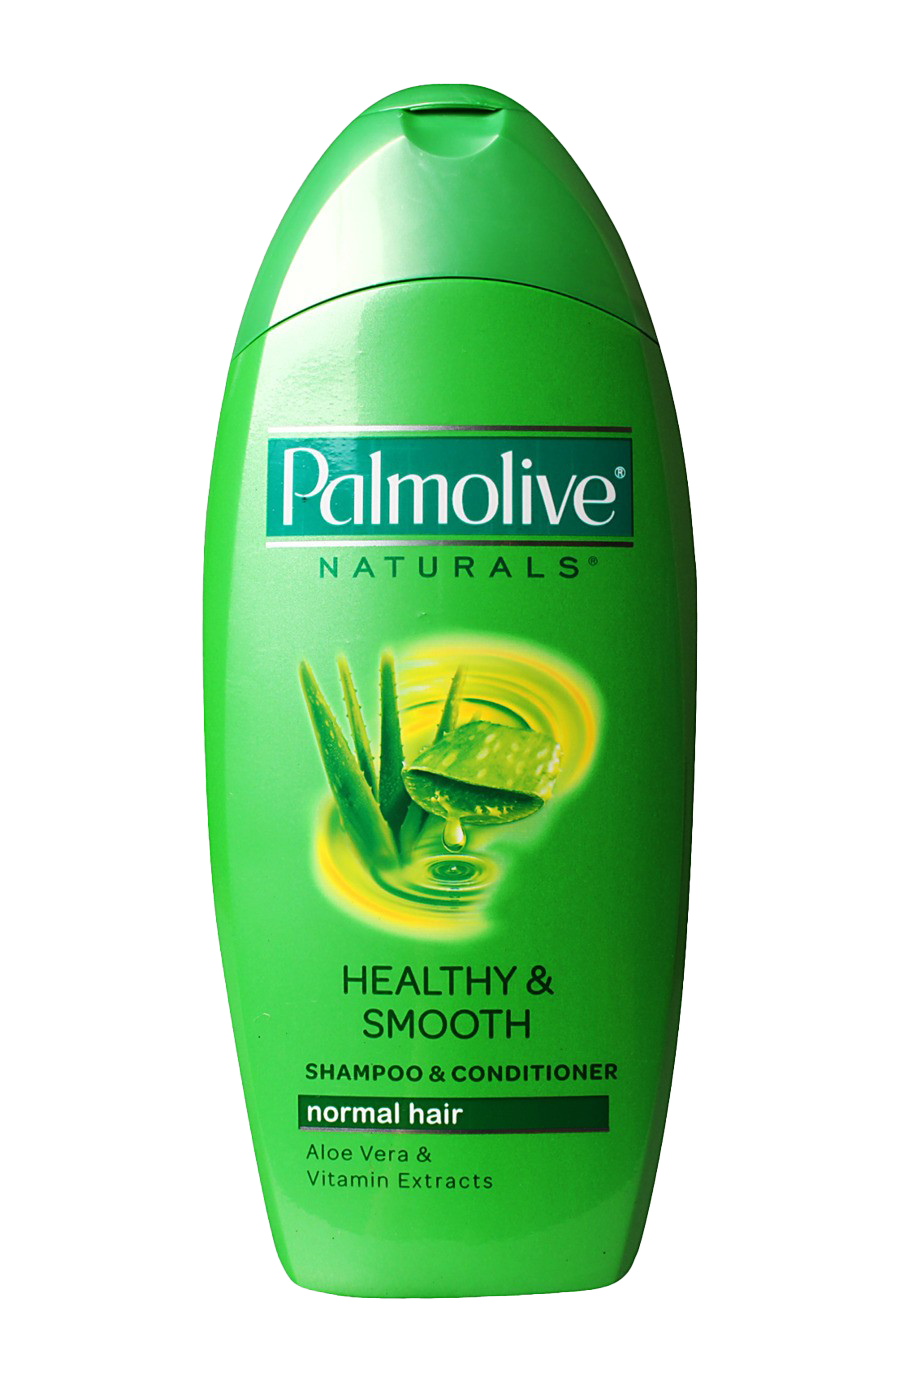 Palmolive®
NATURALS®
HEALTHY &
SMOOTH
SHAMPOO & CONDITIONER
normal hair
Aloe Vera &
Vitamin Extracts